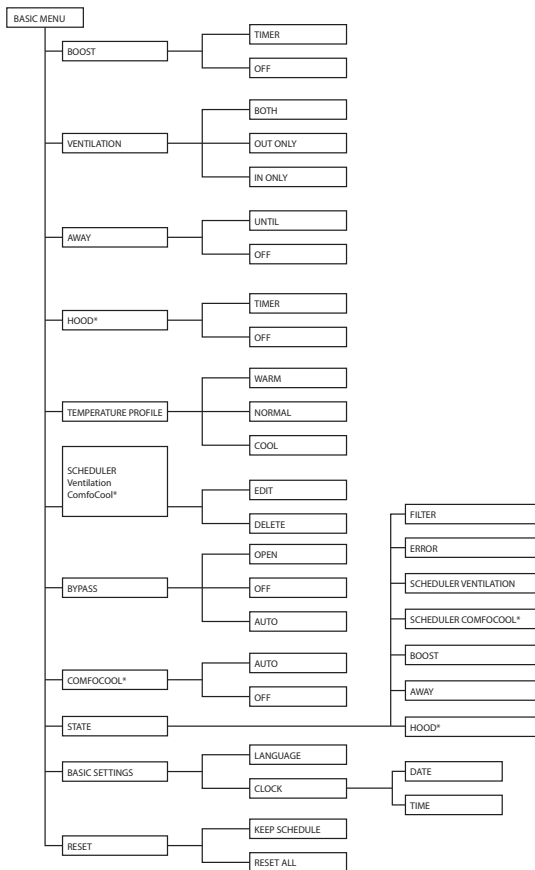 BASIC MENU
BOOST
TIMER
OFF
VENTILATION
BOTH
OUT ONLY
IN ONLY
AWAY
UNTIL
OFF
HOOD*
TIMER
OFF
TEMPERATURE PROFILE
WARM
NORMAL
COOL
SCHEDULER
Ventilation
ComfoCool*
EDIT
DELETE
BYPASS
OPEN
OFF
AUTO
COMFOCOOL*
AUTO
OFF
STATE
FILTER
ERROR
SCHEDULER VENTILATION
SCHEDULER COMFOCOOL*
BOOST
AWAY
HOOD*
BASIC SETTINGS
LANGUAGE
CLOCK
DATE
TIME
RESET
KEEP SCHEDULE
RESET ALL